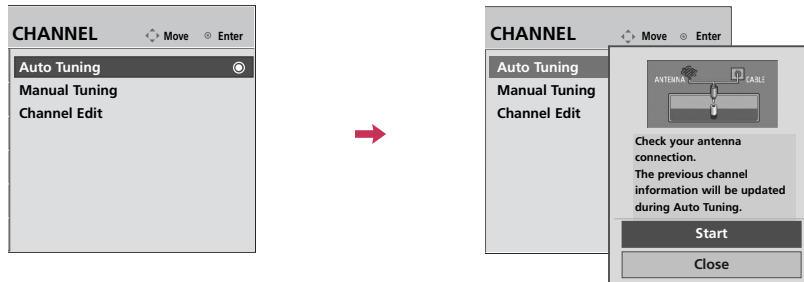 CHANNEL
Move
Enter
Auto Tuning
Manual Tuning
Channel Edit
CHANNEL
Move
Enter
Auto Tuning
Manual Tuning
Channel Edit
ANTENNA
CABLE
Check your antenna
connection.
The previous channel
information will be updated
during Auto Tuning.
Start
Close